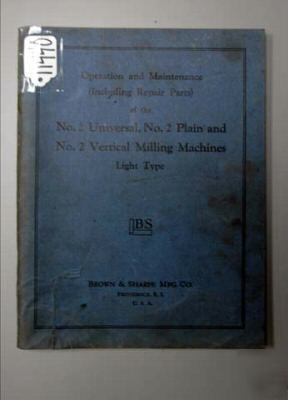 11770
Operation and Maintenance
(Including Repair Parts)
of the
No. 2 Universal, No. 2 Plain and
No. 2 Vertical Milling Machines
Light Type
BS
BROWN & SHARPE MFG. CO.
PROVIDENCE, R. I.
U. S. A.